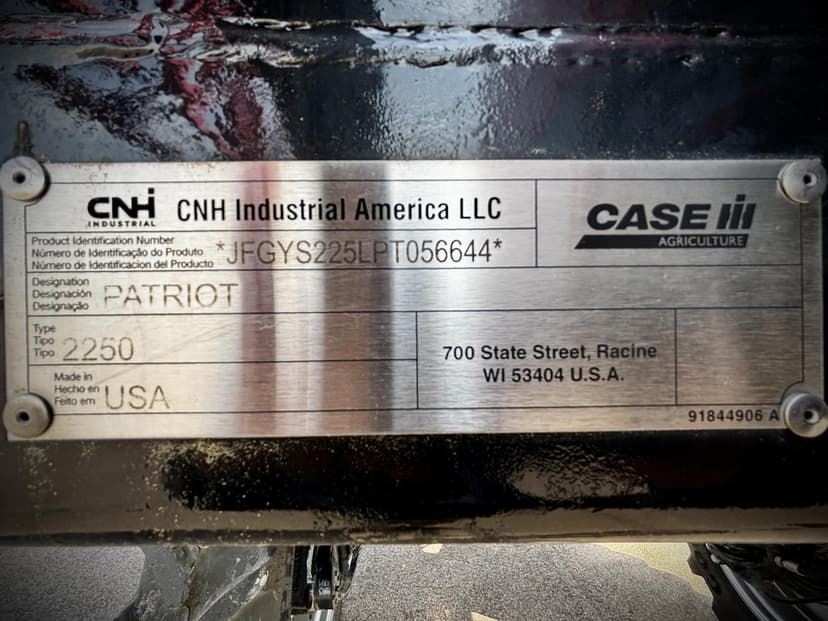 CNH
INDUSTRIAL
CNH Industrial America LLC
CASE IH
AGRICULTURE
Product Identification Number
Número de Identificação do Produto
Número de Identificacion del Producto
*JFGYS225LPT056644*
Designation
Designación
Designação
PATRIOT
Type
Tipo
Tipo
2250
Made in
Hecho en
Feito em
USA
700 State Street, Racine
WI 53404 U.S.A.
91844906 A